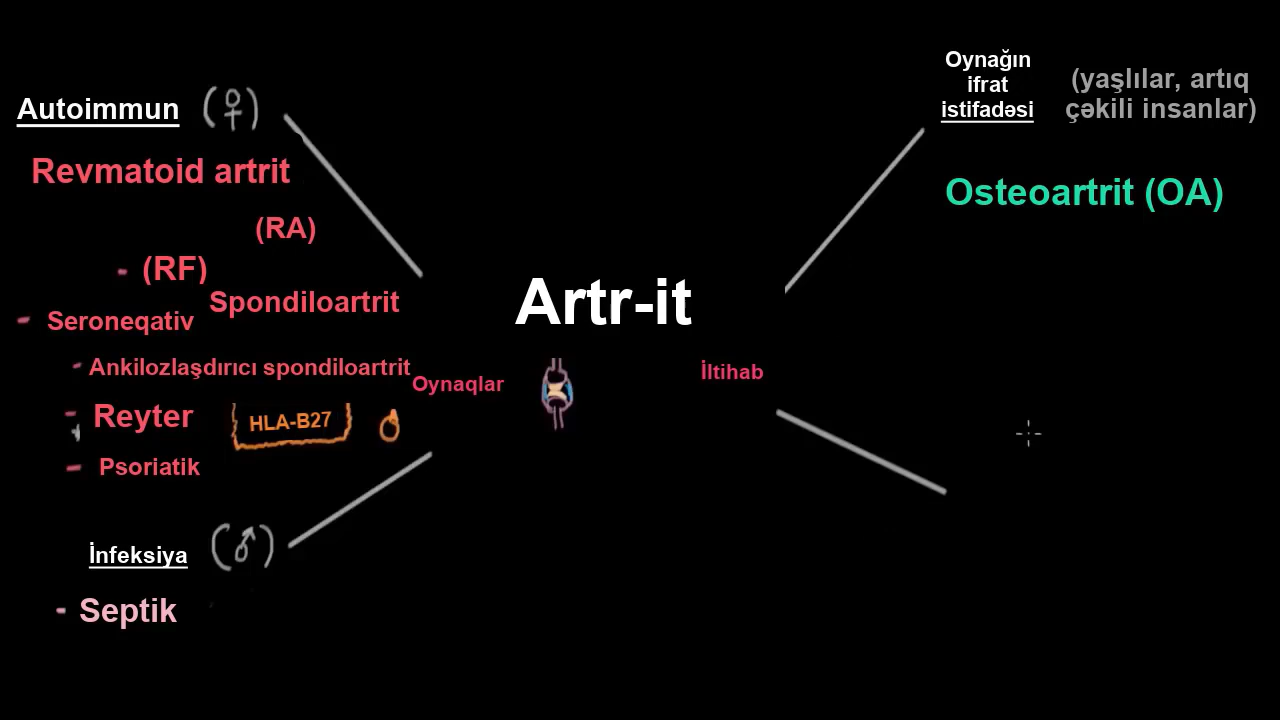 Autoimmun (♀)
Revmatoid artrit
(RA)
- (RF)
Spondiloartrit
- Seroneqativ
- Ankilozlaşdırıcı spondiloartrit
- Reyter
HLA-B27
- Psoriatik
İnfeksiya (♂)
- Septik
Artr-it
Oynaqlar
İltihab
Oynağın
ifrat
istifadəsi
(yaşlılar, artıq
çəkili insanlar)
Osteoartrit (OA)